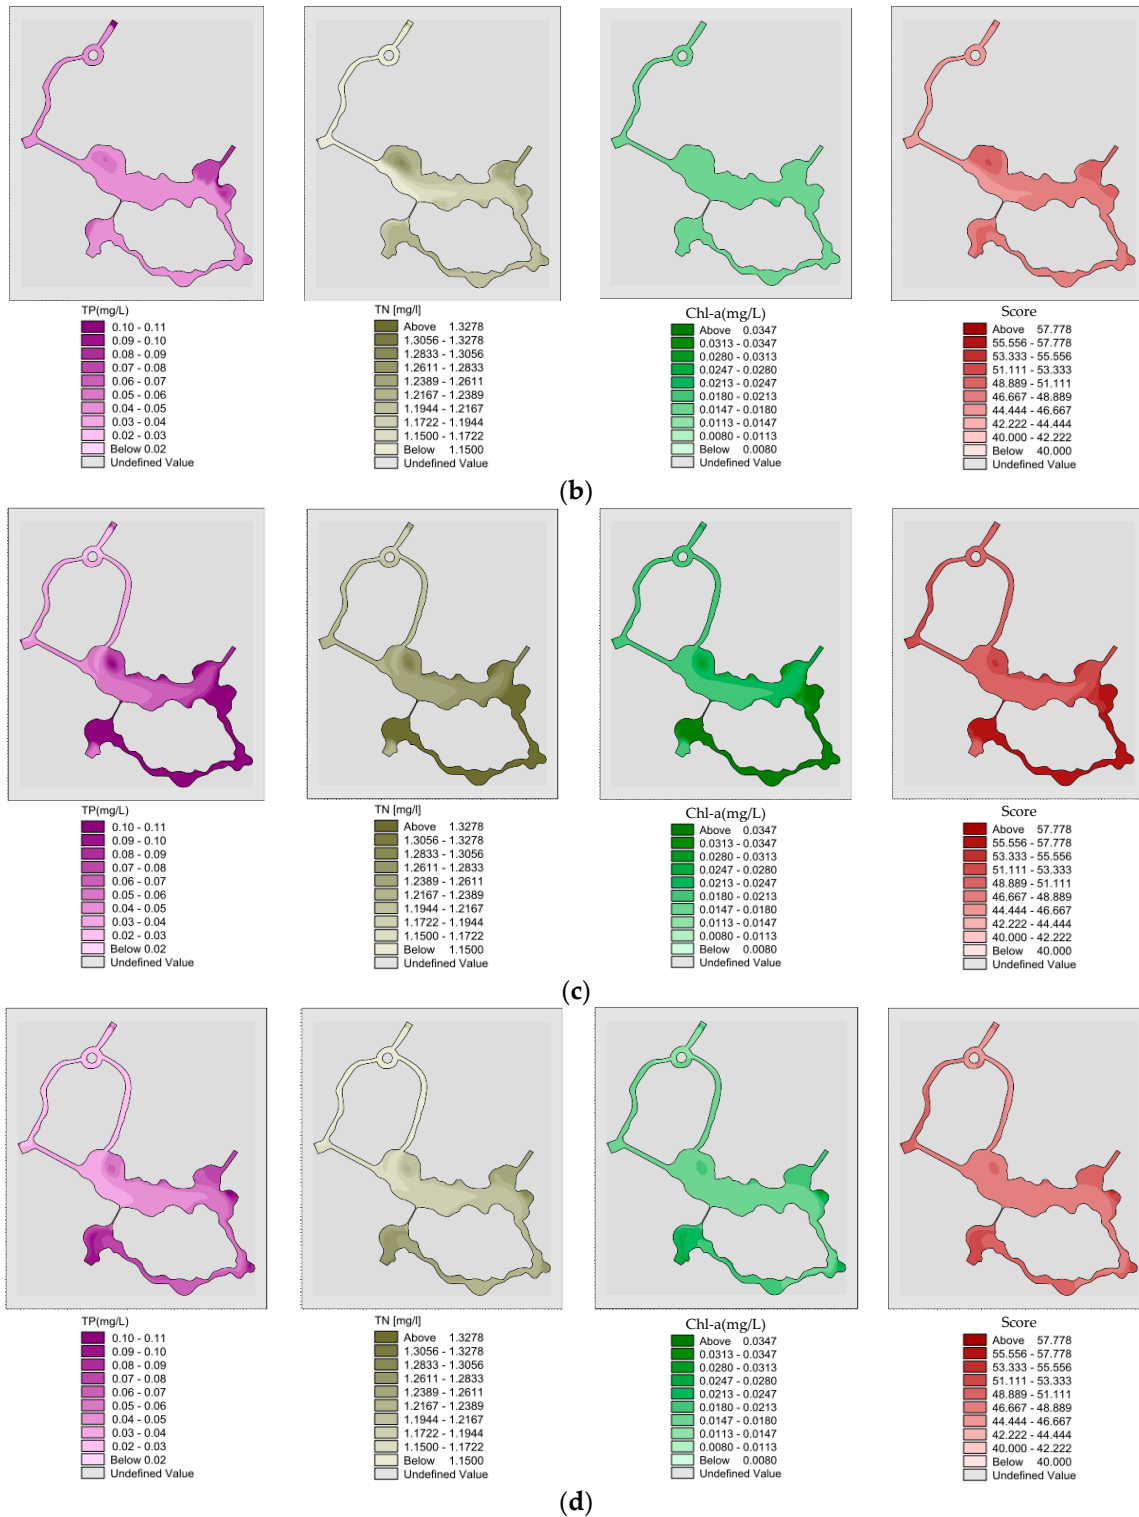 TP(mg/L)
0.10 - 0.11
0.09 - 0.10
0.08 - 0.09
0.07 - 0.08
0.06 - 0.07
0.05 - 0.06
0.04 - 0.05
0.03 - 0.04
0.02 - 0.03
Below 0.02
Undefined Value
TN [mg/l]
Above 1.3278
1.3056 - 1.3278
1.2833 - 1.3056
1.2611 - 1.2833
1.2389 - 1.2611
1.2167 - 1.2389
1.1944 - 1.2167
1.1722 - 1.1944
1.1500 - 1.1722
Below 1.1500
Undefined Value
Chl-a(mg/L)
Above 0.0347
0.0313 - 0.0347
0.0280 - 0.0313
0.0247 - 0.0280
0.0213 - 0.0247
0.0180 - 0.0213
0.0147 - 0.0180
0.0113 - 0.0147
0.0080 - 0.0113
Below 0.0080
Undefined Value
Score
Above 57.778
55.556 - 57.778
53.333 - 55.556
51.111 - 53.333
48.889 - 51.111
46.667 - 48.889
44.444 - 46.667
42.222 - 44.444
40.000 - 42.222
Below 40.000
Undefined Value
(b)
TP(mg/L)
0.10 - 0.11
0.09 - 0.10
0.08 - 0.09
0.07 - 0.08
0.06 - 0.07
0.05 - 0.06
0.04 - 0.05
0.03 - 0.04
0.02 - 0.03
Below 0.02
Undefined Value
TN [mg/l]
Above 1.3278
1.3056 - 1.3278
1.2833 - 1.3056
1.2611 - 1.2833
1.2389 - 1.2611
1.2167 - 1.2389
1.1944 - 1.2167
1.1722 - 1.1944
1.1500 - 1.1722
Below 1.1500
Undefined Value
Chl-a(mg/L)
Above 0.0347
0.0313 - 0.0347
0.0280 - 0.0313
0.0247 - 0.0280
0.0213 - 0.0247
0.0180 - 0.0213
0.0147 - 0.0180
0.0113 - 0.0147
0.0080 - 0.0113
Below 0.0080
Undefined Value
Score
Above 57.778
55.556 - 57.778
53.333 - 55.556
51.111 - 53.333
48.889 - 51.111
46.667 - 48.889
44.444 - 46.667
42.222 - 44.444
40.000 - 42.222
Below 40.000
Undefined Value
(c)
TP(mg/L)
0.10 - 0.11
0.09 - 0.10
0.08 - 0.09
0.07 - 0.08
0.06 - 0.07
0.05 - 0.06
0.04 - 0.05
0.03 - 0.04
0.02 - 0.03
Below 0.02
Undefined Value
TN [mg/l]
Above 1.3278
1.3056 - 1.3278
1.2833 - 1.3056
1.2611 - 1.2833
1.2389 - 1.2611
1.2167 - 1.2389
1.1944 - 1.2167
1.1722 - 1.1944
1.1500 - 1.1722
Below 1.1500
Undefined Value
Chl-a(mg/L)
Above 0.0347
0.0313 - 0.0347
0.0280 - 0.0313
0.0247 - 0.0280
0.0213 - 0.0247
0.0180 - 0.0213
0.0147 - 0.0180
0.0113 - 0.0147
0.0080 - 0.0113
Below 0.0080
Undefined Value
Score
Above 57.778
55.556 - 57.778
53.333 - 55.556
51.111 - 53.333
48.889 - 51.111
46.667 - 48.889
44.444 - 46.667
42.222 - 44.444
40.000 - 42.222
Below 40.000
Undefined Value
(d)